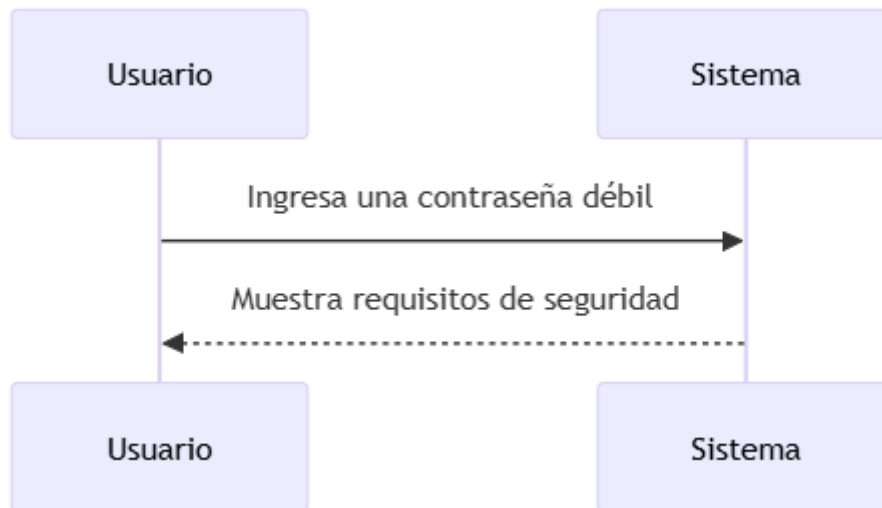 Usuario
Sistema
Ingresa una contraseña débil
Muestra requisitos de seguridad
Usuario
Sistema